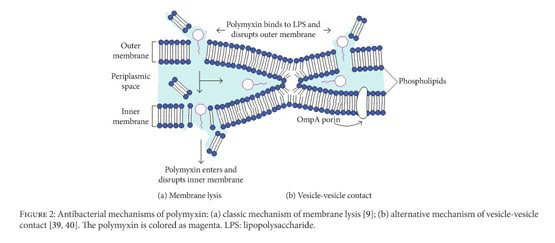 Polymyxin binds to LPS and
disrupts outer membrane
Outer
membrane
Periplasmic
space
Phospholipids
Inner
membrane
OmpA porin
Polymyxin enters and
disrupts inner membrane
(a) Membrane lysis
(b) Vesicle-vesicle contact
FIGURE 2: Antibacterial mechanisms of polymyxin: (a) classic mechanism of membrane lysis [9]; (b) alternative mechanism of vesicle-vesicle
contact [39, 40]. The polymyxin is colored as magenta. LPS: lipopolysaccharide.